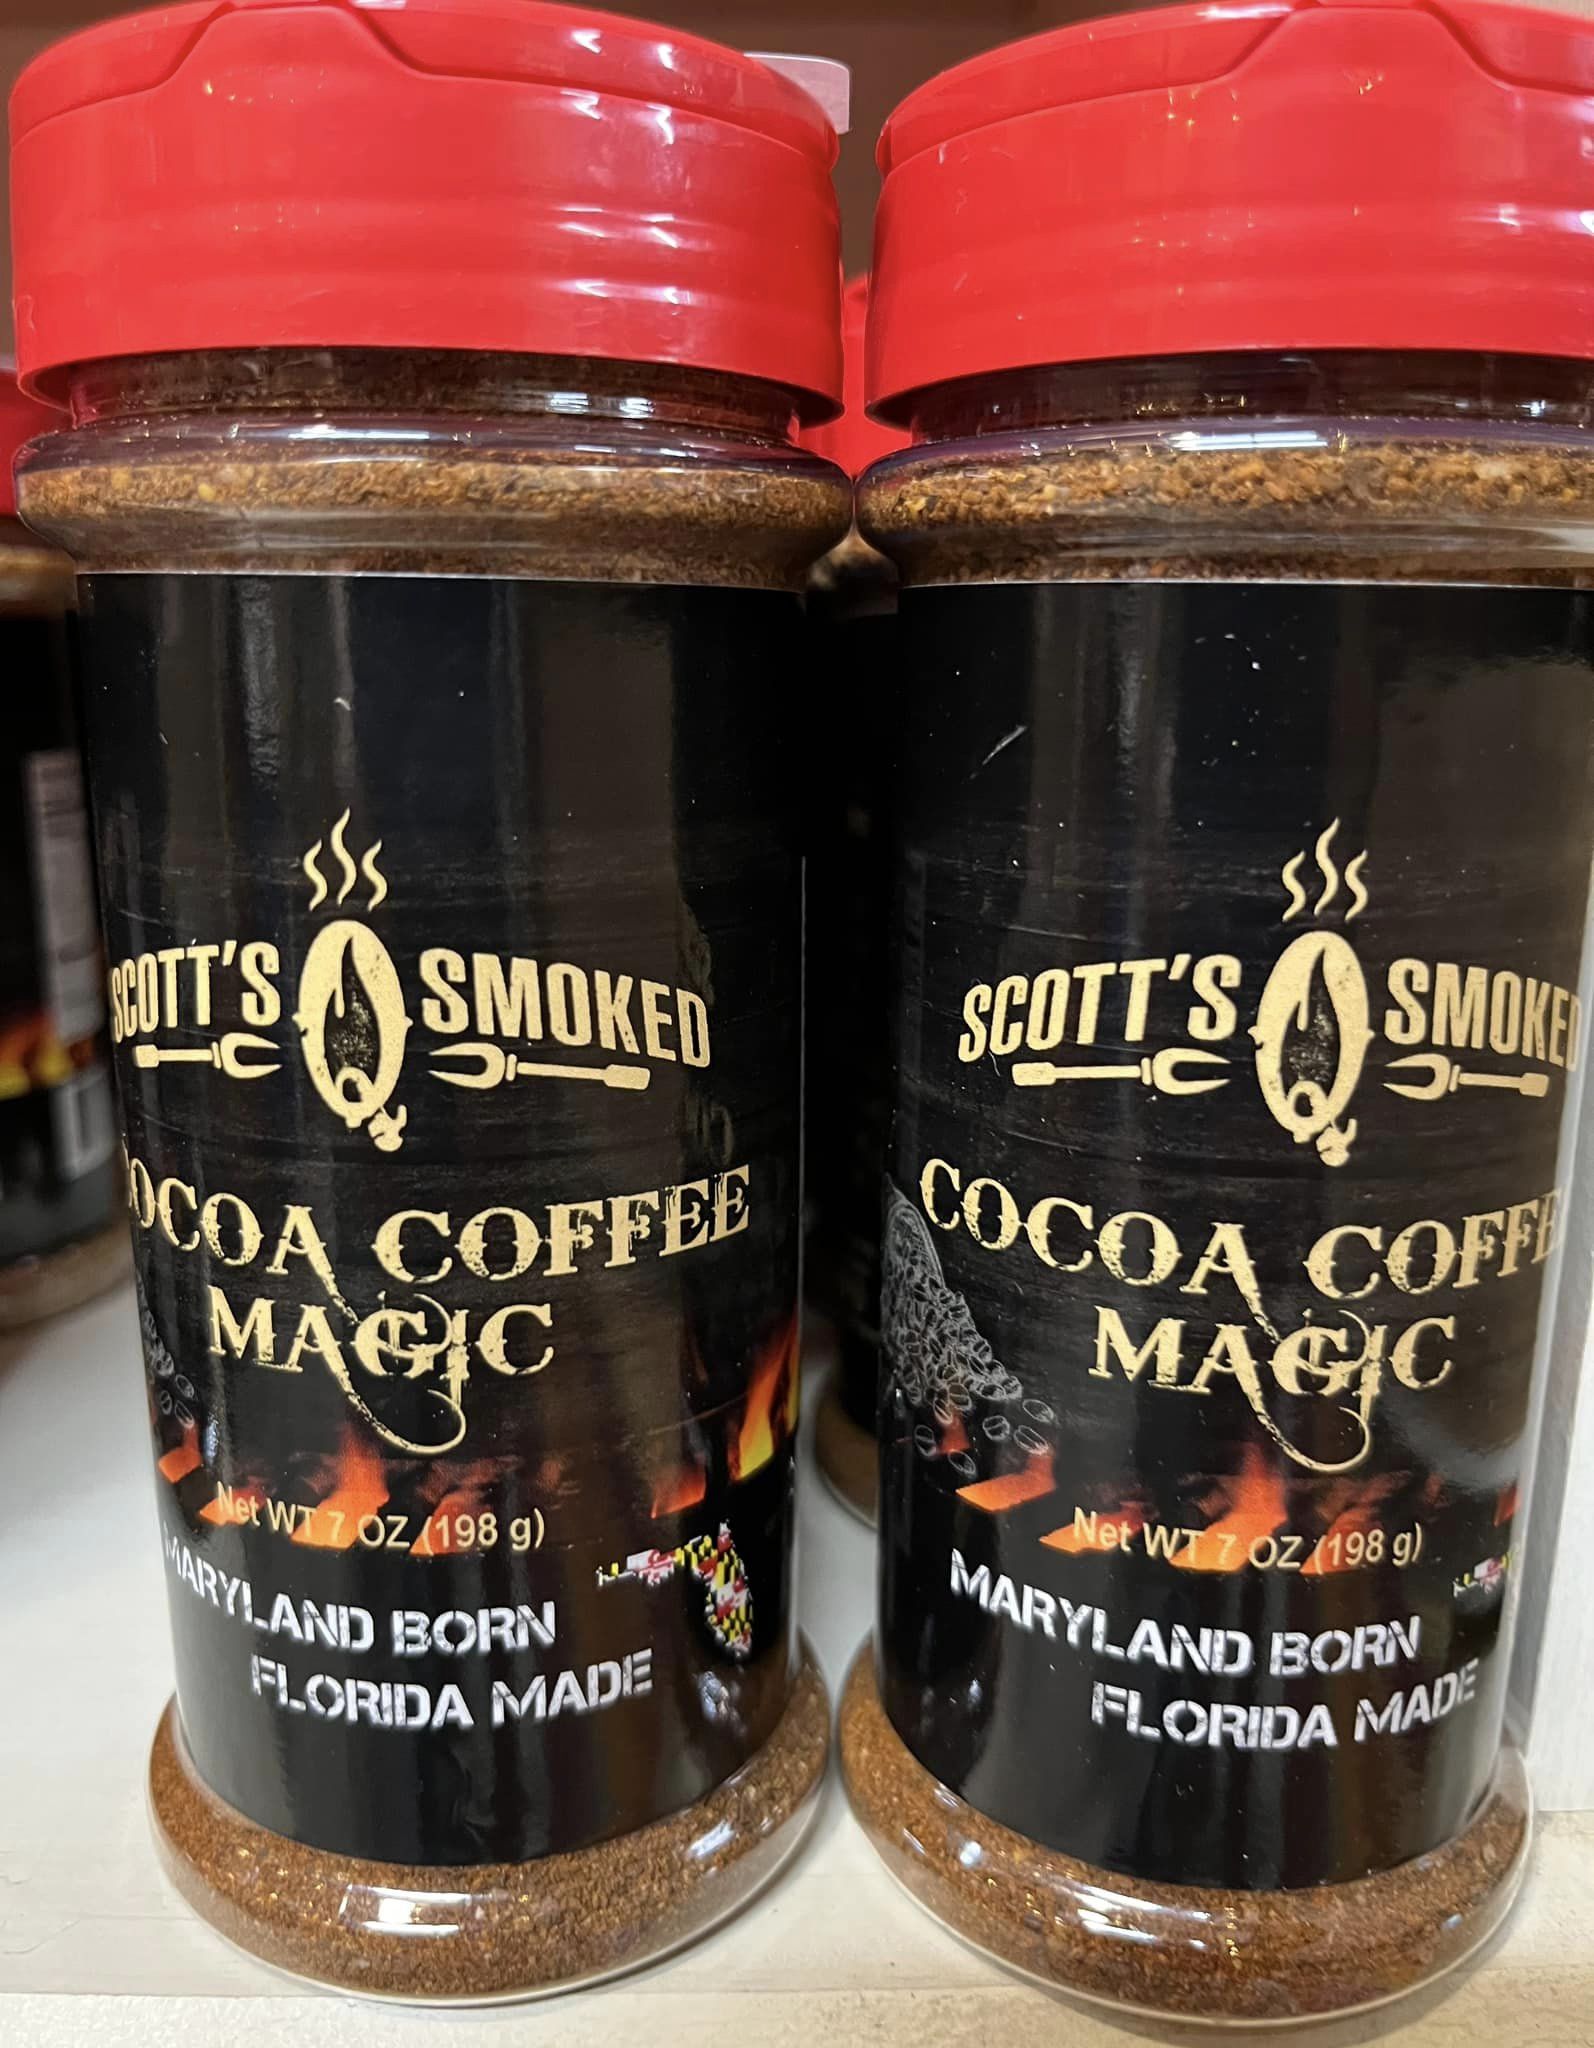 SCOTT'S Q SMOKED
COCOA COFFEE
MAGIC
Net WT 7 OZ (198 g)
MARYLAND BORN
FLORIDA MADE
SCOTT'S Q SMOKED
COCOA COFFEE
MAGIC
Net WT 7 OZ (198 g)
MARYLAND BORN
FLORIDA MADE